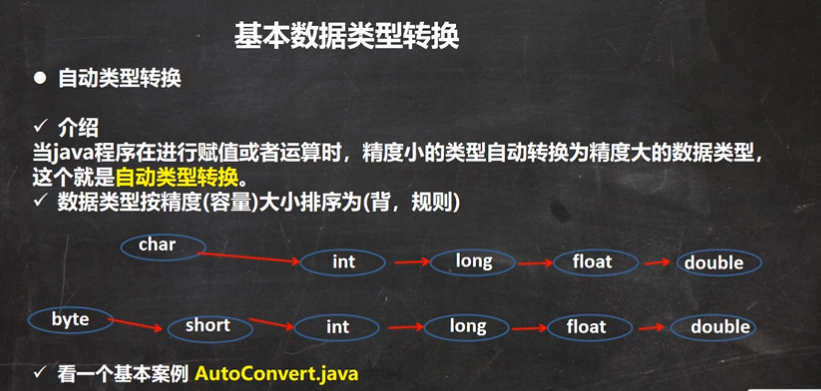 基本数据类型转换
● 自动类型转换
✓ 介绍
当java程序在进行赋值或者运算时，精度小的类型自动转换为精度大的数据类型，
这个就是自动类型转换。
✓ 数据类型按精度(容量)大小排序为(背，规则)
char int long float double
byte short int long float double
✓ 看一个基本案例 AutoConvert.java